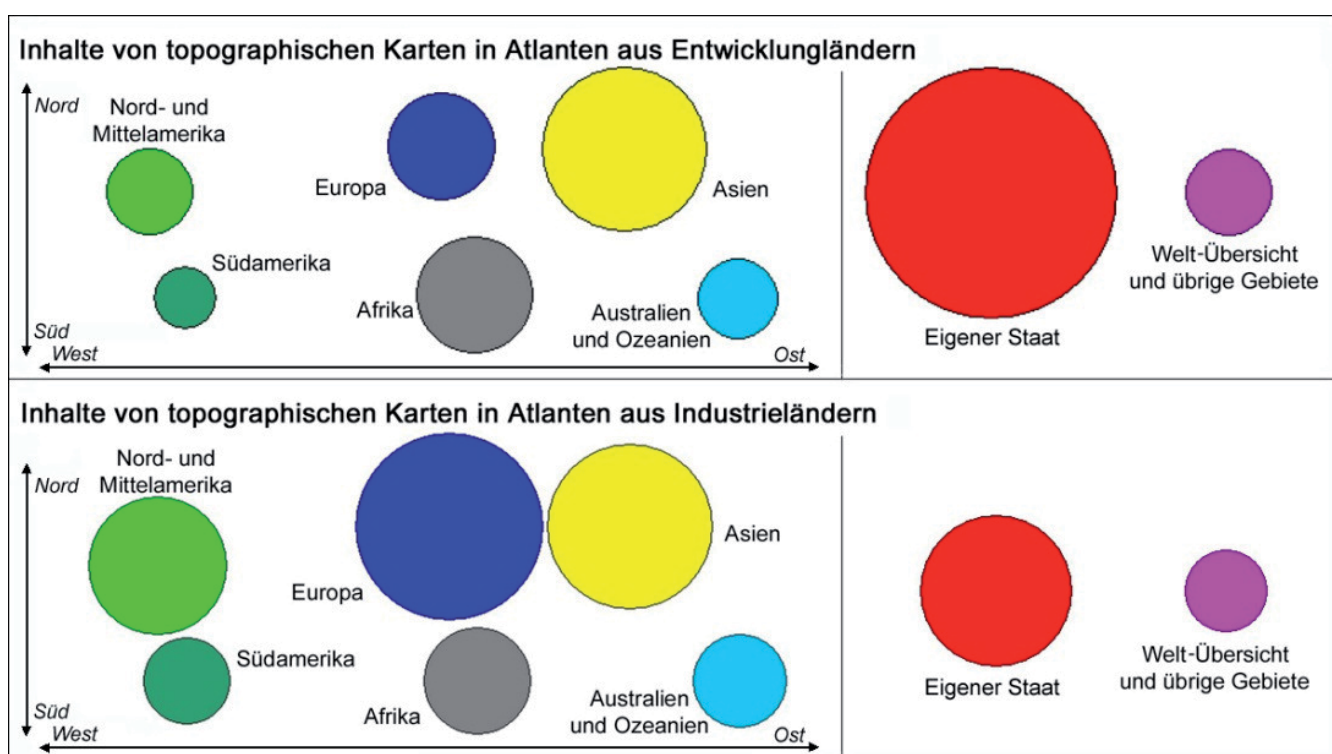 Inhalte von topographischen Karten in Atlanten aus Entwicklungländern
Nord
Nord- und
Mittelamerika
Europa
Asien
Südamerika
Afrika
Australien
und Ozeanien
Süd
West
Ost
Eigener Staat
Welt-Übersicht
und übrige Gebiete
Inhalte von topographischen Karten in Atlanten aus Industrieländern
Nord- und
Mittelamerika
Nord
Asien
Europa
Südamerika
Afrika
Australien
und Ozeanien
Süd
West
Ost
Eigener Staat
Welt-Übersicht
und übrige Gebiete